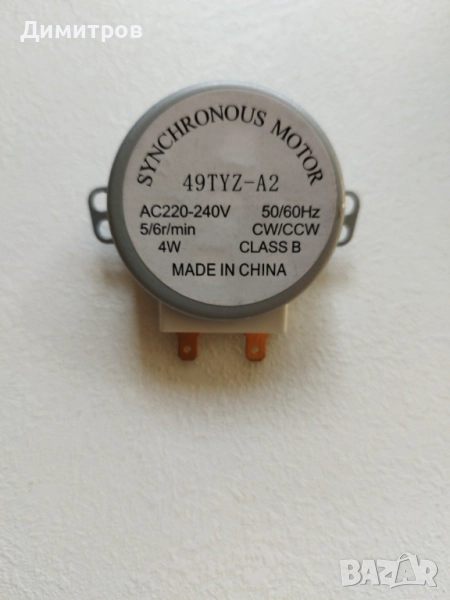 Димитров
SYNCHRONOUS MOTOR
49TYZ-A2
AC220-240V 50/60Hz
5/6r/min CW/CCW
4W CLASS B
MADE IN CHINA
BAZAR